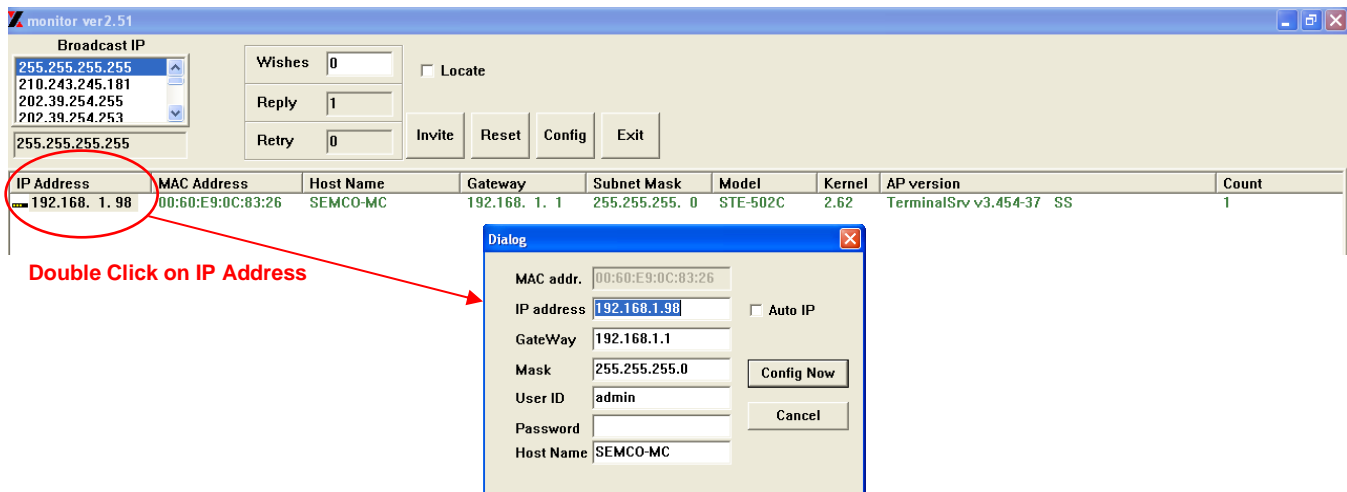 monitor ver2.51
Broadcast IP
255.255.255.255
210.243.245.181
202.39.254.255
202.39.254.253
255.255.255.255
Wishes 0
Reply 1
Retry 0
Locate
Invite Reset Config Exit
IP Address MAC Address Host Name Gateway Subnet Mask Model Kernel AP version Count
192.168. 1. 98 00:60:E9:0C:83:26 SEMCO-MC 192.168. 1. 1 255.255.255. 0 STE-502C 2.62 TerminalSrv v3.454-37 SS 1
Double Click on IP Address
Dialog
MAC addr. 00:60:E9:0C:83:26
IP address 192.168.1.98 Auto IP
GateWay 192.168.1.1
Mask 255.255.255.0 Config Now
User ID admin
Cancel
Password
Host Name SEMCO-MC